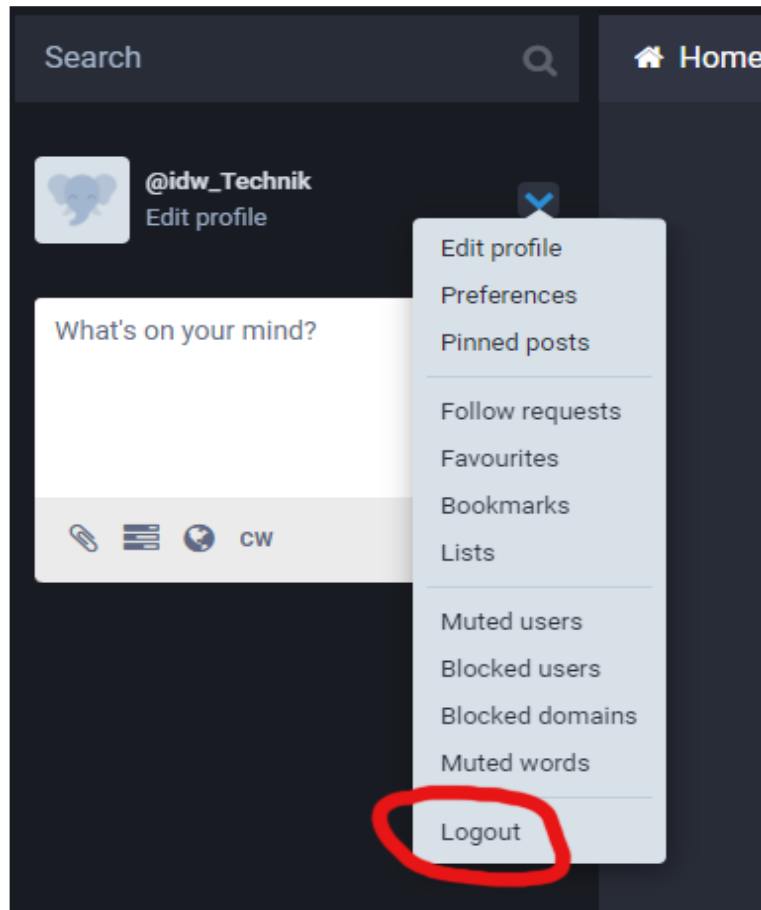 Search
Home
@idw_Technik
Edit profile
What's on your mind?
CW
Edit profile
Preferences
Pinned posts
Follow requests
Favourites
Bookmarks
Lists
Muted users
Blocked users
Blocked domains
Muted words
Logout